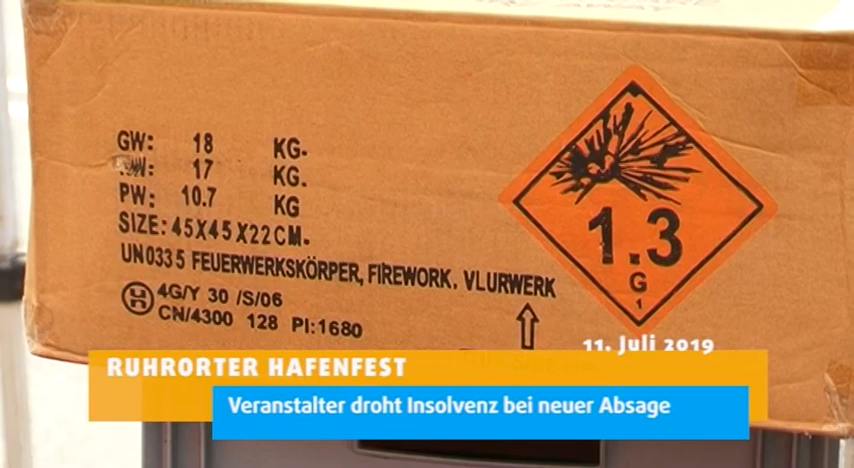 GW: 18 KG.
17 KG.
PW: 10.7 KG
SIZE: 45X45X22CM.
UN0335 FEUERWERKSKÖRPER, FIREWORK. VLURWERK
4G/Y 30 /S/06
CN/4300 128 PI:1680
1.3
G
1
11. Juli 2019
RUHRORTER HAFENFEST
Veranstalter droht Insolvenz bei neuer Absage